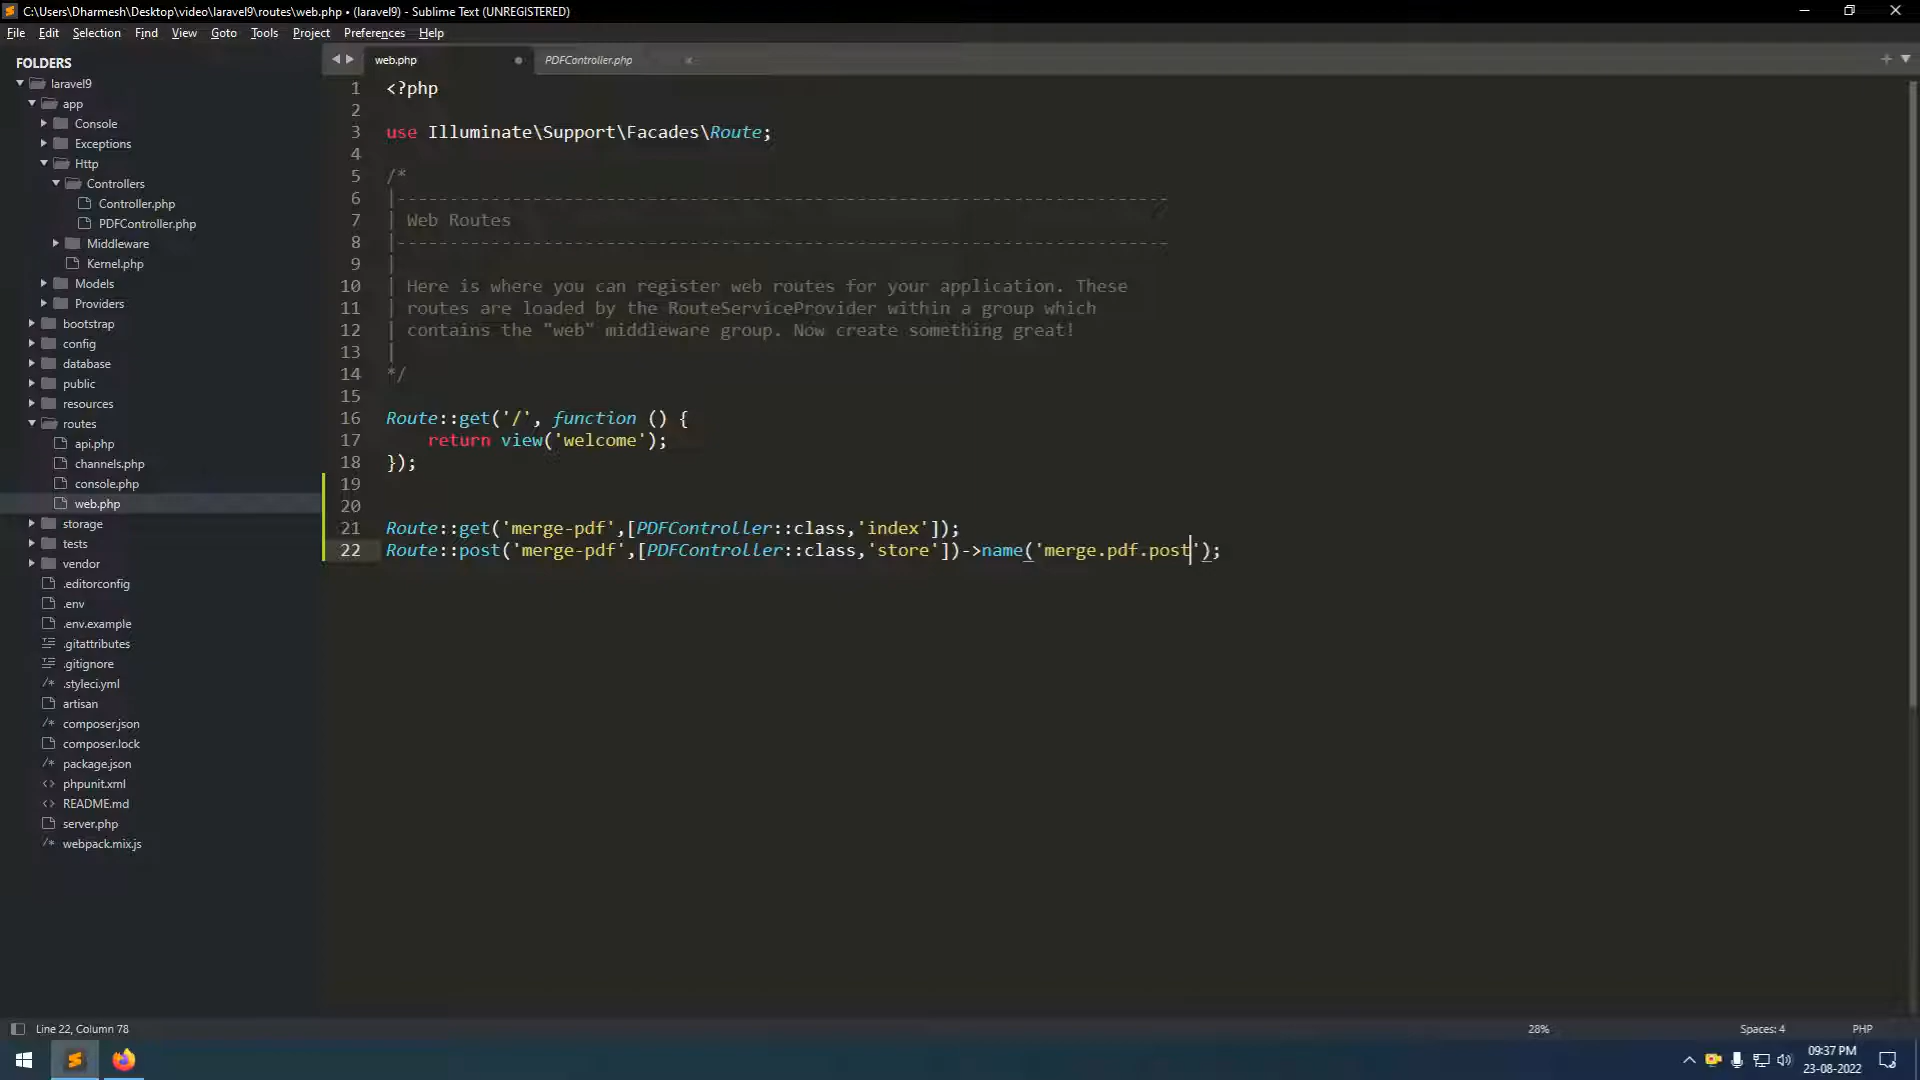 C:\Users\Dharmesh\Desktop\video\laravel9\routes\web.php • (laravel9) - Sublime Text (UNREGISTERED)
File Edit Selection Find View Goto Tools Project Preferences Help
FOLDERS
laravel9
app
Console
Exceptions
Http
Controllers
Controller.php
PDFController.php
Middleware
Kernel.php
Models
Providers
bootstrap
config
database
public
resources
routes
api.php
channels.php
console.php
web.php
storage
tests
vendor
.editorconfig
.env
.env.example
.gitattributes
.gitignore
.styleci.yml
artisan
composer.json
composer.lock
package.json
phpunit.xml
README.md
server.php
webpack.mix.js
web.php PDFController.php
1 <?php
2
3 use Illuminate\Support\Facades\Route;
4
5 /*
6 |--------------------------------------------------------------------------
7 | Web Routes
8 |--------------------------------------------------------------------------
9 |
10 | Here is where you can register web routes for your application. These
11 | routes are loaded by the RouteServiceProvider within a group which
12 | contains the "web" middleware group. Now create something great!
13 |
14 */
15
16 Route::get('/', function () {
17     return view('welcome');
18 });
19
20
21 Route::get('merge-pdf',[PDFController::class,'index']);
22 Route::post('merge-pdf',[PDFController::class,'store'])->name('merge.pdf.post');
Line 22, Column 78
28%
Spaces: 4
PHP
09:37 PM
23-08-2022